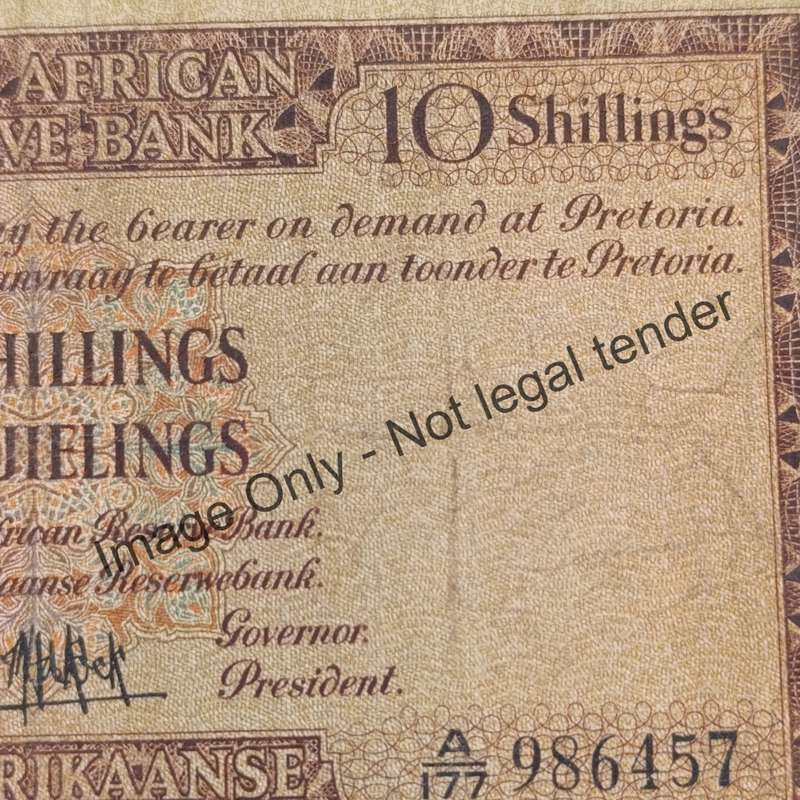 AFRICAN
VE BANK
10 Shillings
the bearer on demand at Pretoria.
te betaal aan toonder te Pretoria.
HILLINGS
JIELINGS
Image Only - Not legal tender
rican Reserve Bank.
aanse Reserwebank.
Governor.
President.
RIKAANSE
A/177 986457